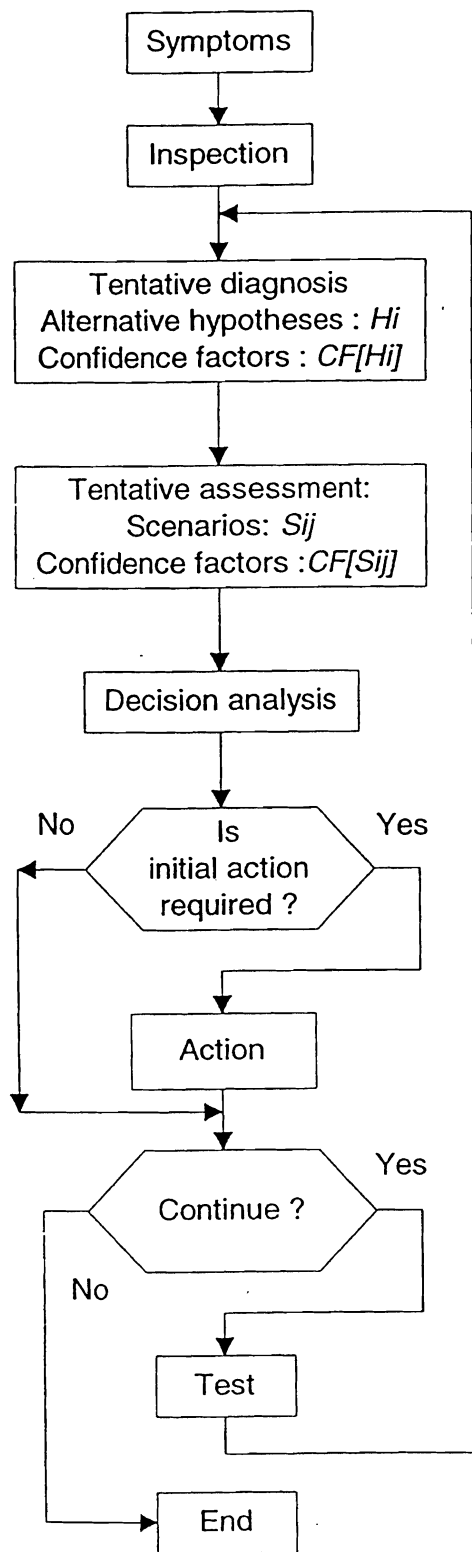 Symptoms
Inspection
Tentative diagnosis
Alternative hypotheses : Hi
Confidence factors : CF[Hi]
Tentative assessment:
Scenarios: Sij
Confidence factors :CF[Sij]
Decision analysis
No
Yes
Is
initial action
required ?
Action
Yes
Continue ?
No
Test
End